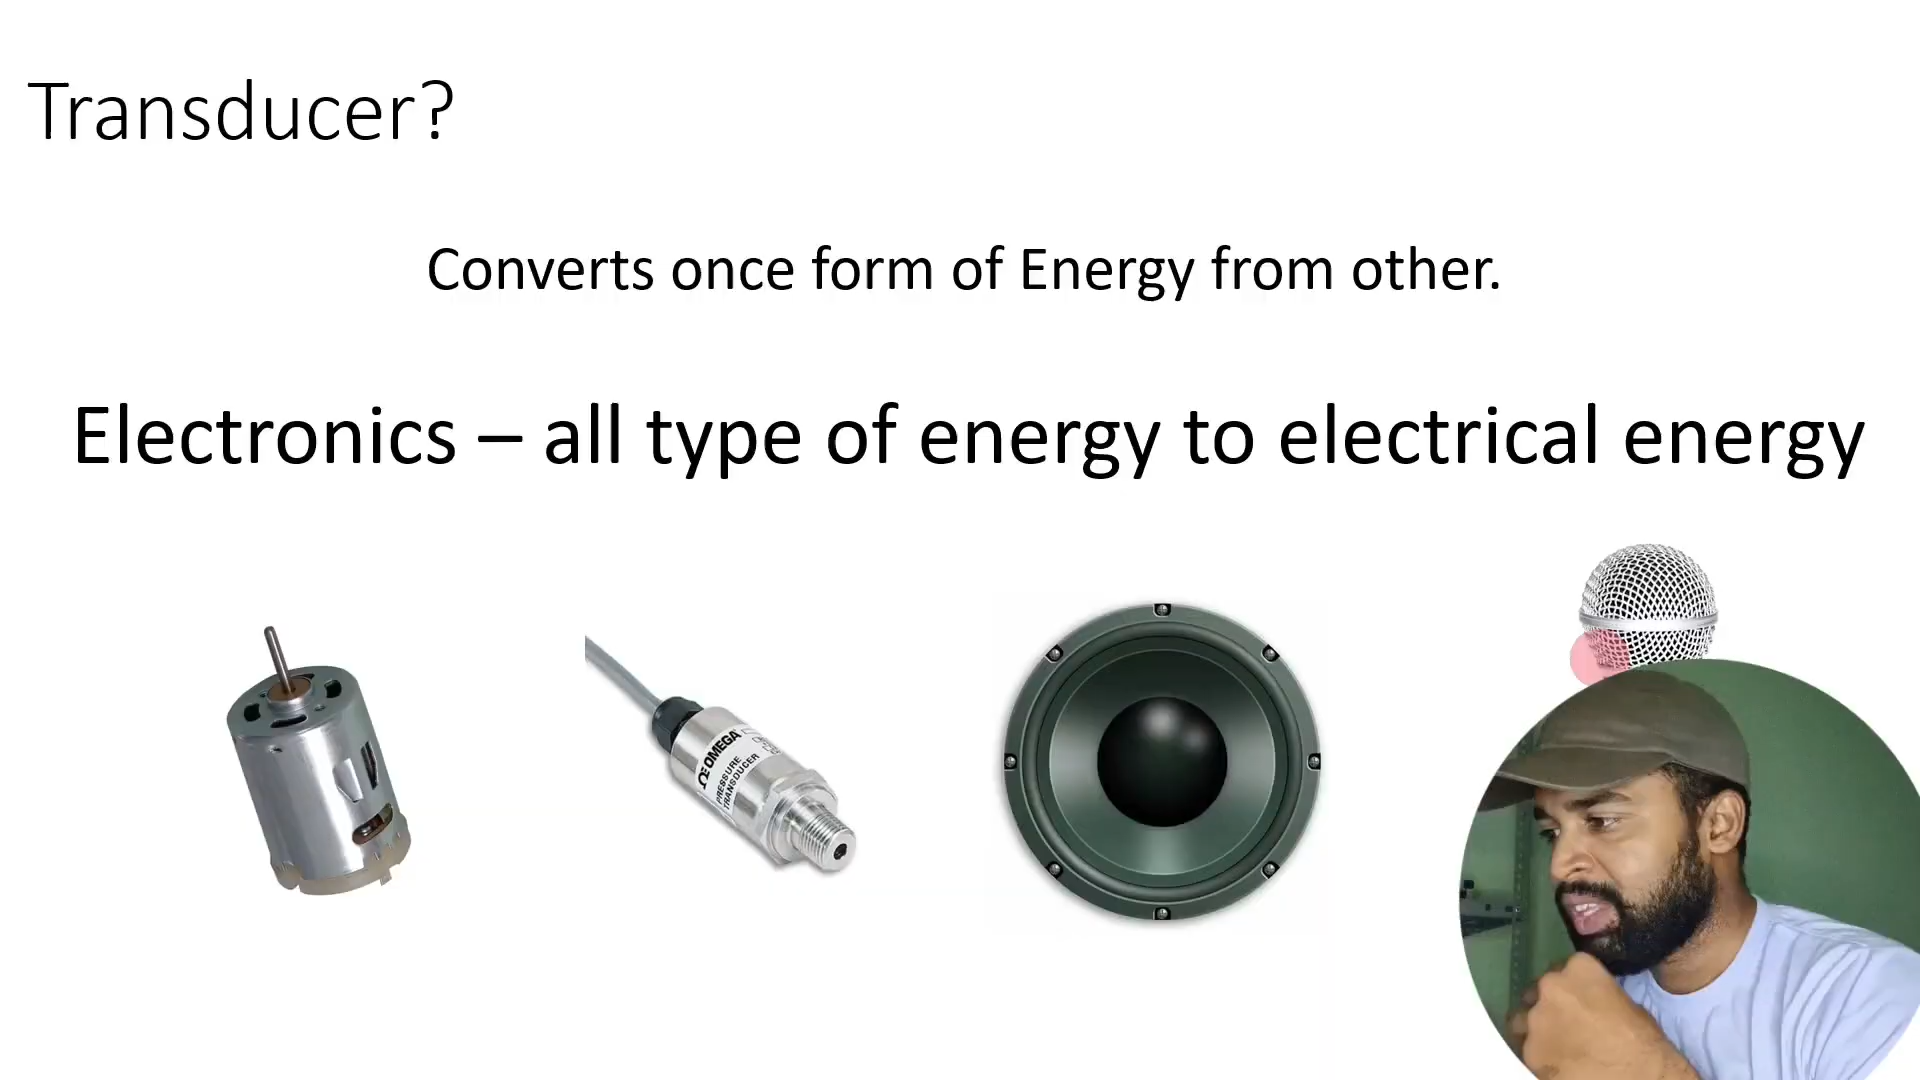 Transducer?
Converts once form of Energy from other.
Electronics – all type of energy to electrical energy
OMEGA
PRESSURE
TRANSDUCER